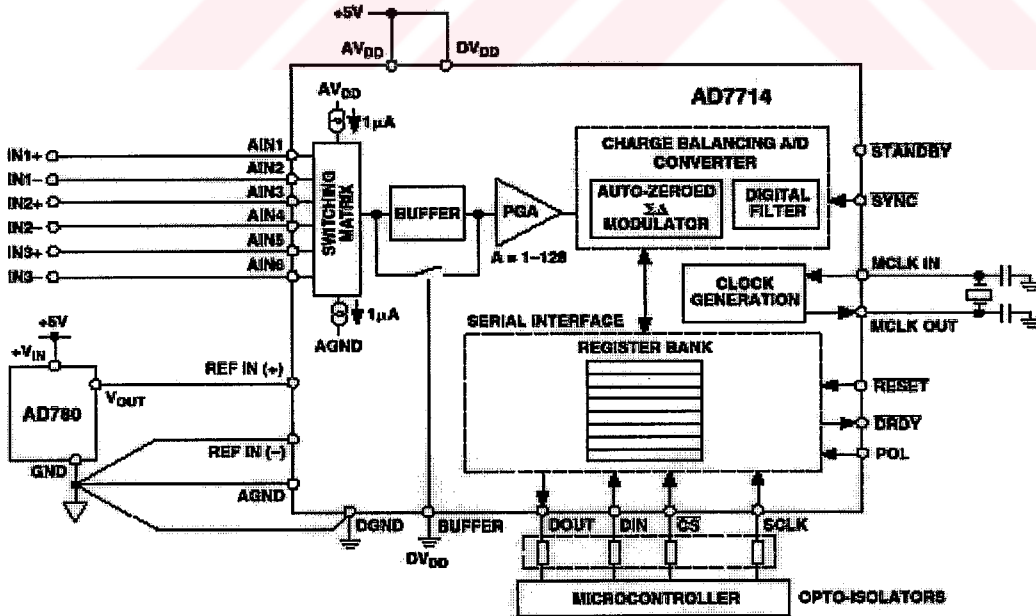 +5V
AVDD
DVDD
AD7714
AVDD
1µA
IN1+
IN1–
IN2+
IN2–
IN3+
IN3–
AIN1
AIN2
AIN3
AIN4
AIN5
AIN6
SWITCHING
MATRIX
BUFFER
PGA
A = 1–128
CHARGE BALANCING A/D
CONVERTER
AUTO-ZEROED
ΣΔ
MODULATOR
DIGITAL
FILTER
STANDBY
SYNC
1µA
AGND
CLOCK
GENERATION
MCLK IN
MCLK OUT
SERIAL INTERFACE
REGISTER BANK
RESET
DRDY
POL
+5V
+VIN
AD780
VOUT
GND
REF IN (+)
REF IN (–)
AGND
DGND
BUFFER
DVDD
DOUT
DIN
CS
SCLK
MICROCONTROLLER
OPTO-ISOLATORS